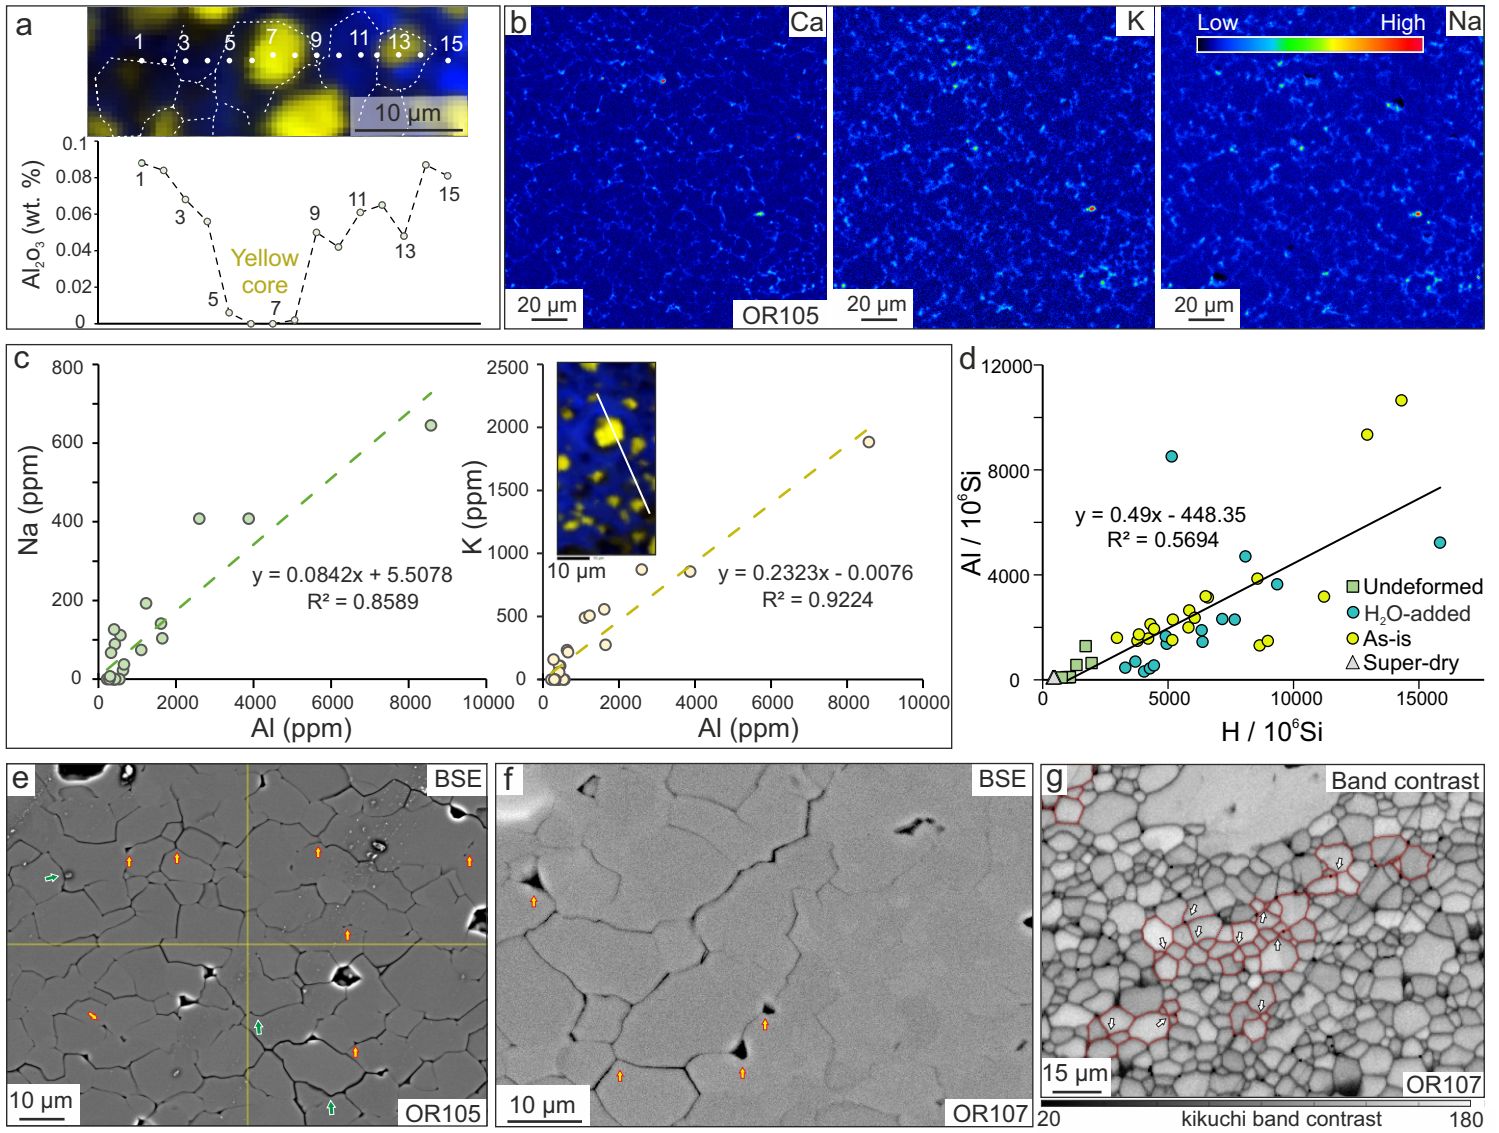 a
1 3 5 7 9 11 13 15
10 µm
0.1
0.08
0.06
0.04
0.02
0
Al₂o₃ (wt. %)
1
3
5
7
9
11
13
15
Yellow
core
b
Ca
20 µm
OR105
K
20 µm
Low High
Na
20 µm
c
800
600
400
200
0
Na (ppm)
y = 0.0842x + 5.5078
R² = 0.8589
0 2000 4000 6000 8000 10000
Al (ppm)
2500
2000
1500
1000
500
0
K (ppm)
10 µm
y = 0.2323x - 0.0076
R² = 0.9224
0 2000 4000 6000 8000 10000
Al (ppm)
d
12000
8000
4000
0
Al / 10⁶Si
y = 0.49x - 448.35
R² = 0.5694
Undeformed
H₂O-added
As-is
Super-dry
0 5000 10000 15000
H / 10⁶Si
e
BSE
10 µm
OR105
f
BSE
10 µm
OR107
g
Band contrast
15 µm
OR107
20 kikuchi band contrast 180